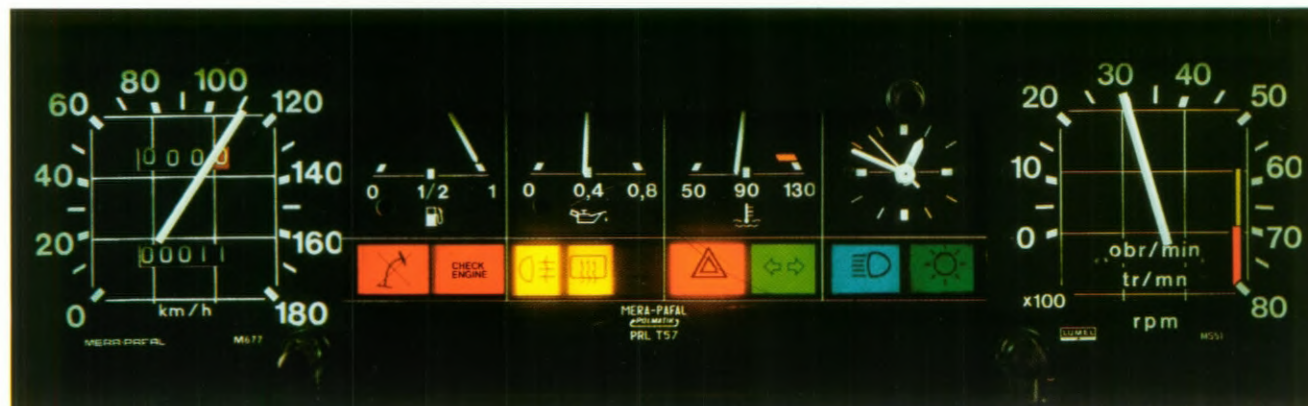 60 80 100 120
0000
40 140
20 160
00011
0 180
km/h
MERA-PAFAL M677
0 1/2 1
0 0,4 0,8
50 90 130
CHECK
ENGINE
MERA-PAFAL
POLMATIK
PRL T57
20 30 40 50
10 60
0 70
obr/min
tr/mn
x100 80
rpm
LUMEL